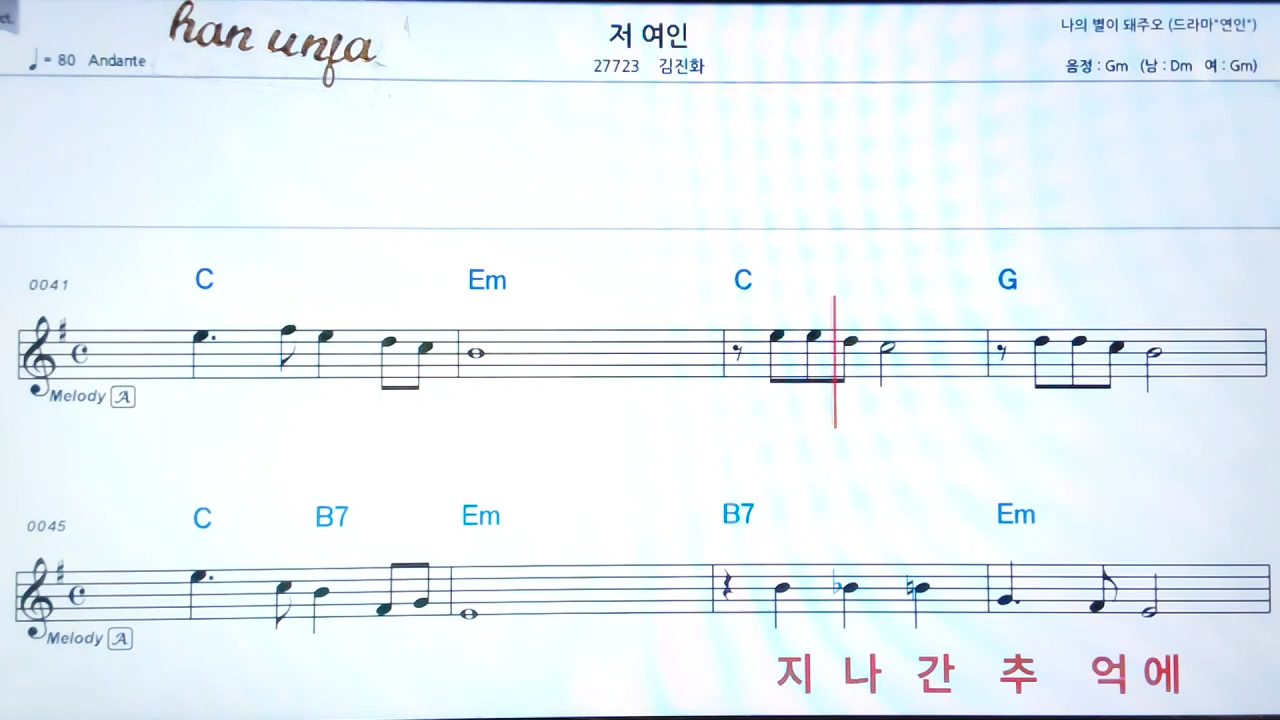 ct.
han unja
저 여인
나의 별이 돼주오 (드라마"연인")
♩ = 80 Andante
27723 김진화
음정 : Gm (남 : Dm 여 : Gm)
0041 C Em C G
Melody A
0045 C B7 Em B7 Em
Melody A
지 나 간 추 억 에